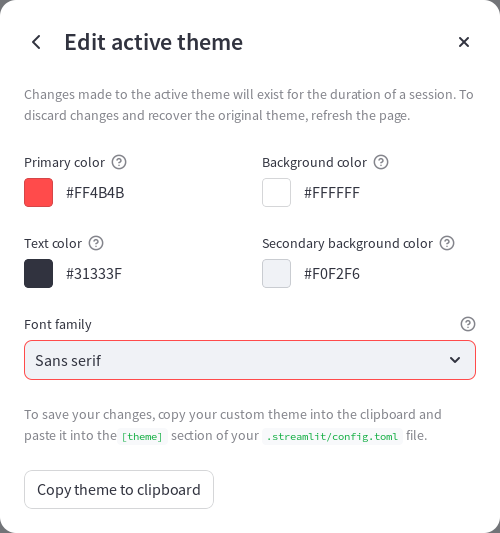 Edit active theme
Changes made to the active theme will exist for the duration of a session. To
discard changes and recover the original theme, refresh the page.
Primary color
Background color
#FF4B4B
#FFFFFF
Text color
Secondary background color
#31333F
#F0F2F6
Font family
Sans serif
To save your changes, copy your custom theme into the clipboard and
paste it into the [theme] section of your .streamlit/config.toml file.
Copy theme to clipboard